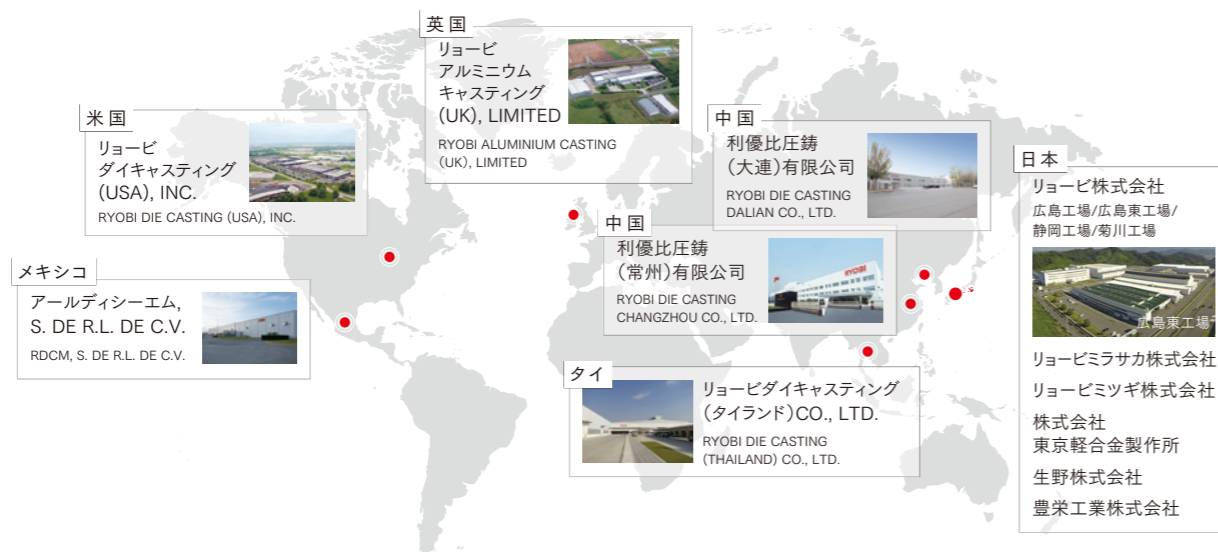 英国
リョービ
アルミニウム
キャスティング
(UK), LIMITED
RYOBI ALUMINIUM CASTING
(UK), LIMITED
米国
リョービ
ダイキャスティング
(USA), INC.
RYOBI DIE CASTING (USA), INC.
中国
利優比圧鋳
(大連)有限公司
RYOBI DIE CASTING
DALIAN CO., LTD.
中国
利優比圧鋳
(常州)有限公司
RYOBI DIE CASTING
CHANGZHOU CO., LTD.
RYOBI
メキシコ
アールディシーエム,
S. DE R.L. DE C.V.
RDCM, S. DE R.L. DE C.V.
タイ
リョービダイキャスティング
(タイランド)CO., LTD.
RYOBI DIE CASTING
(THAILAND) CO., LTD.
日本
リョービ株式会社
広島工場/広島東工場/
静岡工場/菊川工場
広島東工場
リョービミラサカ株式会社
リョービミツギ株式会社
株式会社
東京軽合金製作所
生野株式会社
豊栄工業株式会社